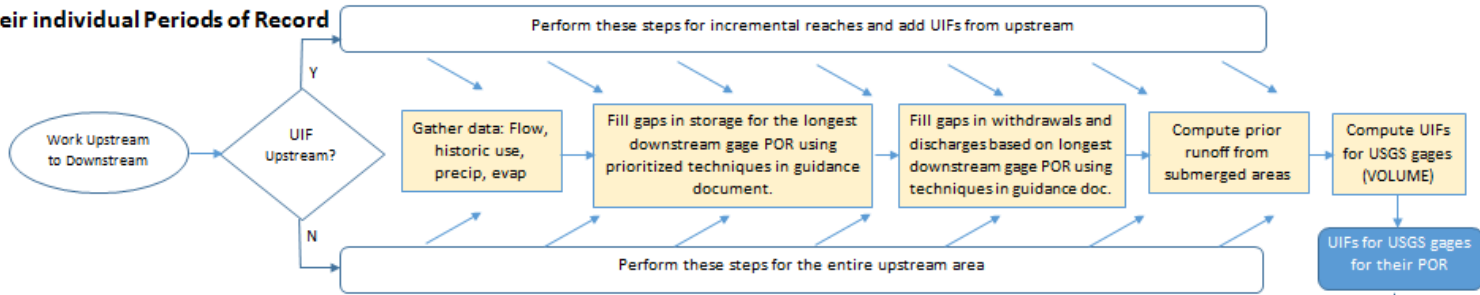 eir individual Periods of Record
Perform these steps for incremental reaches and add UIFs from upstream
Y
Work Upstream
to Downstream
UIF
Upstream?
Gather data: Flow,
historic use,
precip, evap
Fill gaps in storage for the longest
downstream gage POR using
prioritized techniques in guidance
document.
Fill gaps in withdrawals and
discharges based on longest
downstream gage POR using
techniques in guidance doc.
Compute prior
runoff from
submerged areas
Compute UIFs
for USGS gages
(VOLUME)
N
Perform these steps for the entire upstream area
UIFs for USGS gages
for their POR